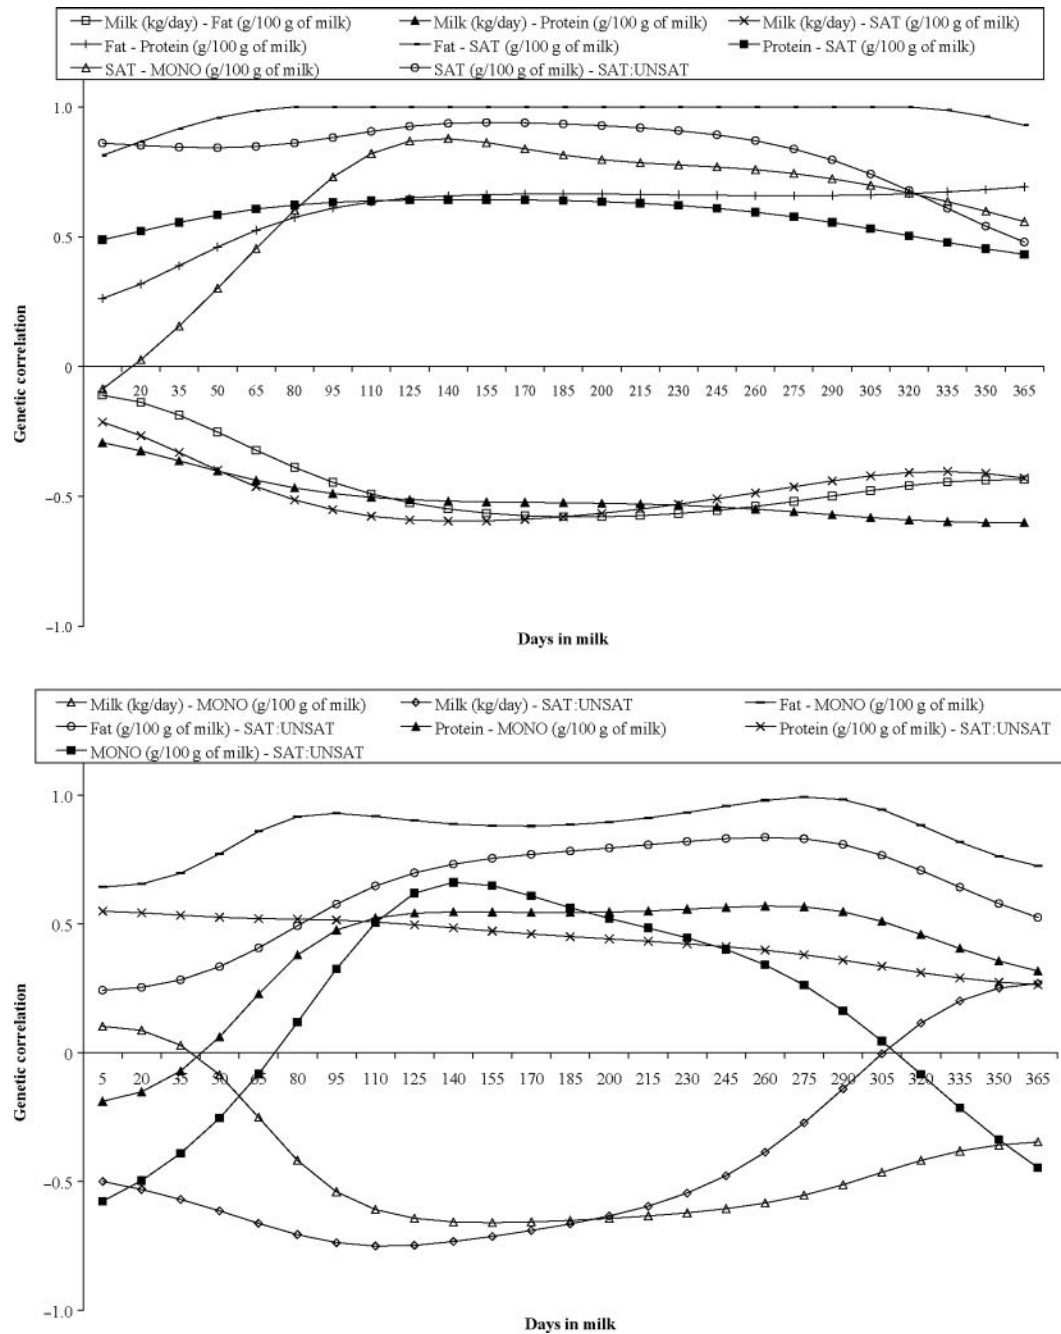 Milk (kg/day) - Fat (g/100 g of milk) Milk (kg/day) - Protein (g/100 g of milk) Milk (kg/day) - SAT (g/100 g of milk)
Fat - Protein (g/100 g of milk) Fat - SAT (g/100 g of milk) Protein - SAT (g/100 g of milk)
SAT - MONO (g/100 g of milk) SAT (g/100 g of milk) - SAT:UNSAT
1.0
0.5
0
20 35 50 65 80 95 110 125 140 155 170 185 200 215 230 245 260 275 290 305 320 335 350 365
−0.5
−1.0
Genetic correlation
Days in milk
Milk (kg/day) - MONO (g/100 g of milk) Milk (kg/day) - SAT:UNSAT Fat - MONO (g/100 g of milk)
Fat (g/100 g of milk) - SAT:UNSAT Protein - MONO (g/100 g of milk) Protein (g/100 g of milk) - SAT:UNSAT
MONO (g/100 g of milk) - SAT:UNSAT
1.0
0.5
0
5 20 35 50 65 80 95 110 125 140 155 170 185 200 215 230 245 260 275 290 305 320 335 350 365
−0.5
−1.0
Genetic correlation
Days in milk